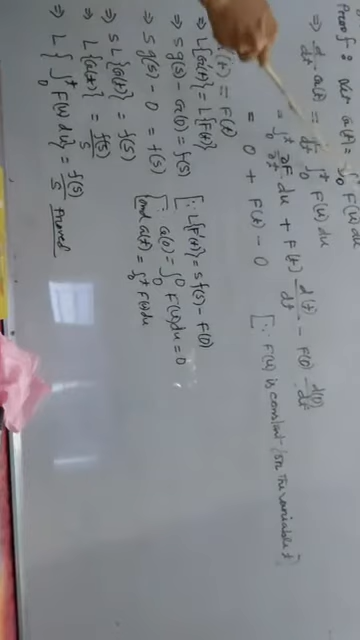 Proof : Let G(t) = ∫₀ᵗ F(u) du
⇒ d/dt G(t) = d/dt ∫₀ᵗ F(u) du
= ∫₀ᵗ ∂F/∂t du + F(t) d(t)/dt - F(0) d(0)/dt
= 0 + F(t) - 0 [∵ F(u) is constant for the variable t]
'(t) = F(t)
⇒ L{G'(t)} = L{F(t)}
⇒ s g(s) - G(0) = f(s) [∵ L{F'(t)} = s f(s) - F(0)
⇒ s g(s) - 0 = f(s) [∵ G(0) = ∫₀⁰ F(u) du = 0
⇒ s L{G(t)} = f(s) and G(t) = ∫₀ᵗ F(u) du
⇒ L{G(t)} = f(s)/s
⇒ L{∫₀ᵗ F(u) du} = f(s)/s Proved